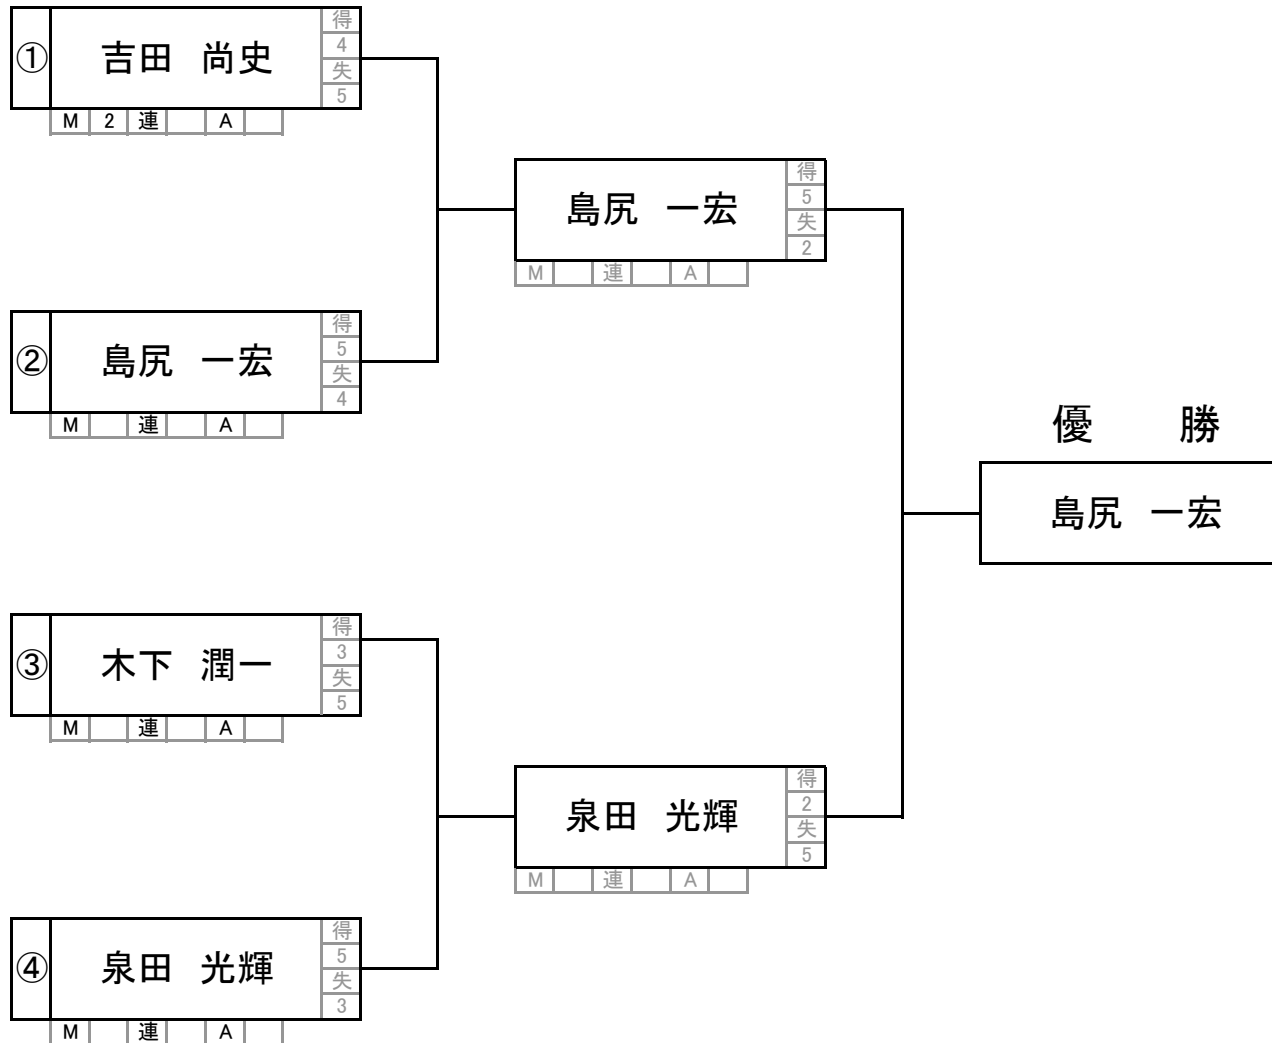 ① 吉田 尚史 得 4 失 5
M 2 連 A
島尻 一宏 得 5 失 2
M 連 A
② 島尻 一宏 得 5 失 4
M 連 A
優 勝
島尻 一宏
③ 木下 潤一 得 3 失 5
M 連 A
泉田 光輝 得 2 失 5
M 連 A
④ 泉田 光輝 得 5 失 3
M 連 A